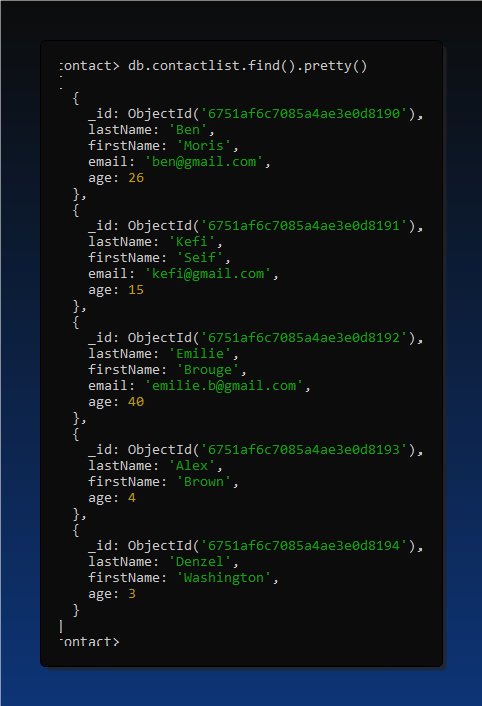 contact> db.contactlist.find().pretty()
[
  {
    _id: ObjectId('6751af6c7085a4ae3e0d8190'),
    lastName: 'Ben',
    firstName: 'Moris',
    email: 'ben@gmail.com',
    age: 26
  },
  {
    _id: ObjectId('6751af6c7085a4ae3e0d8191'),
    lastName: 'Kefi',
    firstName: 'Seif',
    email: 'kefi@gmail.com',
    age: 15
  },
  {
    _id: ObjectId('6751af6c7085a4ae3e0d8192'),
    lastName: 'Emilie',
    firstName: 'Brouge',
    email: 'emilie.b@gmail.com',
    age: 40
  },
  {
    _id: ObjectId('6751af6c7085a4ae3e0d8193'),
    lastName: 'Alex',
    firstName: 'Brown',
    age: 4
  },
  {
    _id: ObjectId('6751af6c7085a4ae3e0d8194'),
    lastName: 'Denzel',
    firstName: 'Washington',
    age: 3
  }
]
contact>